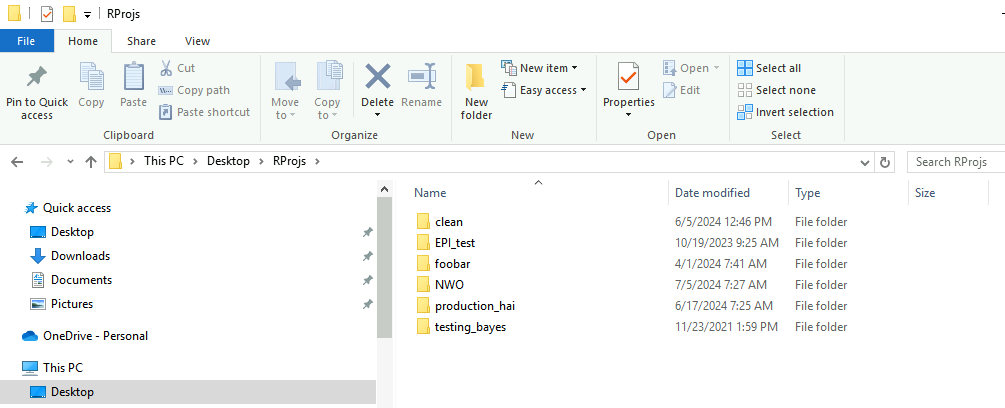 RProjs
File Home Share View
Pin to Quick access
Copy
Paste
Cut
Copy path
Paste shortcut
Clipboard
Move to
Copy to
Delete
Rename
Organize
New folder
New item
Easy access
New
Properties
Open
Edit
Open
Select all
Select none
Invert selection
Select
This PC > Desktop > RProjs >
Search RProjs
Quick access
Desktop
Downloads
Documents
Pictures
OneDrive - Personal
This PC
Desktop
Name Date modified Type Size
clean 6/5/2024 12:46 PM File folder
EPI_test 10/19/2023 9:25 AM File folder
foobar 4/1/2024 7:41 AM File folder
NWO 7/5/2024 7:27 AM File folder
production_hai 6/17/2024 7:25 AM File folder
testing_bayes 11/23/2021 1:59 PM File folder